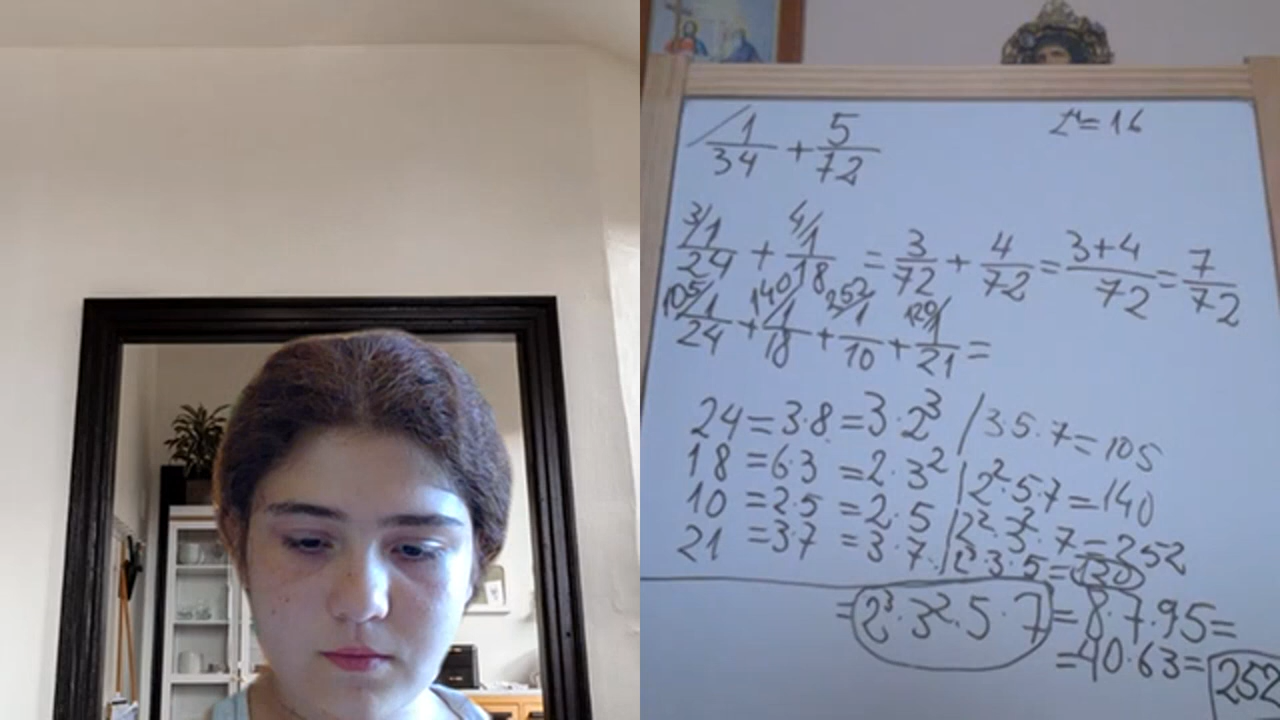 1/34 + 5/72
2⁴=16
3/ 1/24 + 4/ 1/18 = 3/72 + 4/72 = 3+4/72 = 7/72
105/ 1/24 + 140/ 1/18 + 252/ 1/10 + 120/ 1/21 =
24=3·8=3·2³ /3·5·7=105
18=6·3=2·3² /2²·5·7=140
10=2·5=2·5 /2²·3²·7=252
21=3·7=3·7 /2³·3·5=120
=2³·3²·5·7=8·7·95=
=40·63=252